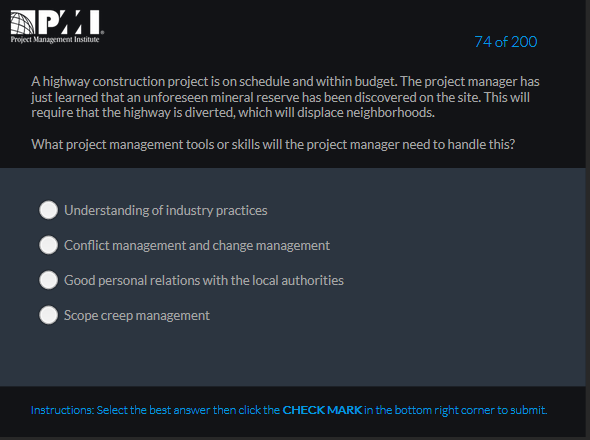 PMI
Project Management Institute
74 of 200
A highway construction project is on schedule and within budget. The project manager has
just learned that an unforeseen mineral reserve has been discovered on the site. This will
require that the highway is diverted, which will displace neighborhoods.
What project management tools or skills will the project manager need to handle this?
Understanding of industry practices
Conflict management and change management
Good personal relations with the local authorities
Scope creep management
Instructions: Select the best answer then click the CHECK MARK in the bottom right corner to submit.